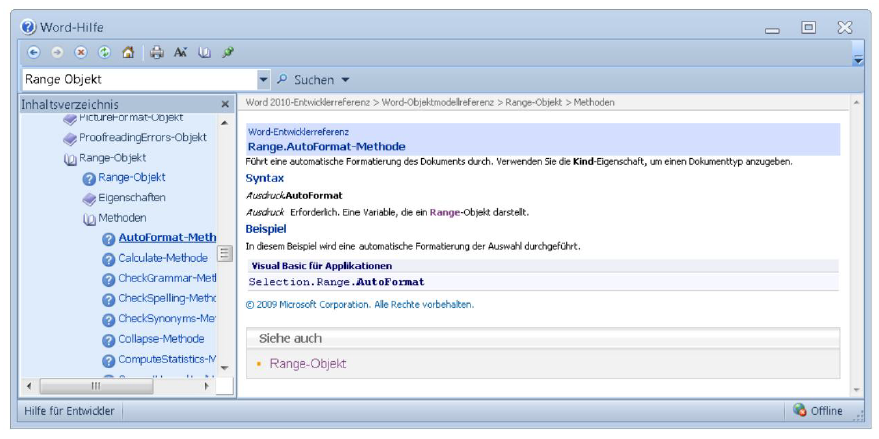 Word-Hilfe
Range Objekt
Suchen
Inhaltsverzeichnis
PictureFormat-Objekt
ProofreadingErrors-Objekt
Range-Objekt
Range-Objekt
Eigenschaften
Methoden
AutoFormat-Meth
Calculate-Methode
CheckGrammar-Met
CheckSpelling-Metho
CheckSynonyms-Me
Collapse-Methode
ComputeStatistics-M
Word 2010-Entwicklerreferenz > Word-Objektmodellreferenz > Range-Objekt > Methoden
Word-Entwicklerreferenz
Range.AutoFormat-Methode
Führt eine automatische Formatierung des Dokuments durch. Verwenden Sie die Kind-Eigenschaft, um einen Dokumenttyp anzugeben.
Syntax
Ausdruck.AutoFormat
Ausdruck Erforderlich. Eine Variable, die ein Range-Objekt darstellt.
Beispiel
In diesem Beispiel wird eine automatische Formatierung der Auswahl durchgeführt.
Visual Basic für Applikationen
Selection.Range.AutoFormat
© 2009 Microsoft Corporation. Alle Rechte vorbehalten.
Siehe auch
Range-Objekt
Hilfe für Entwickler
Offline